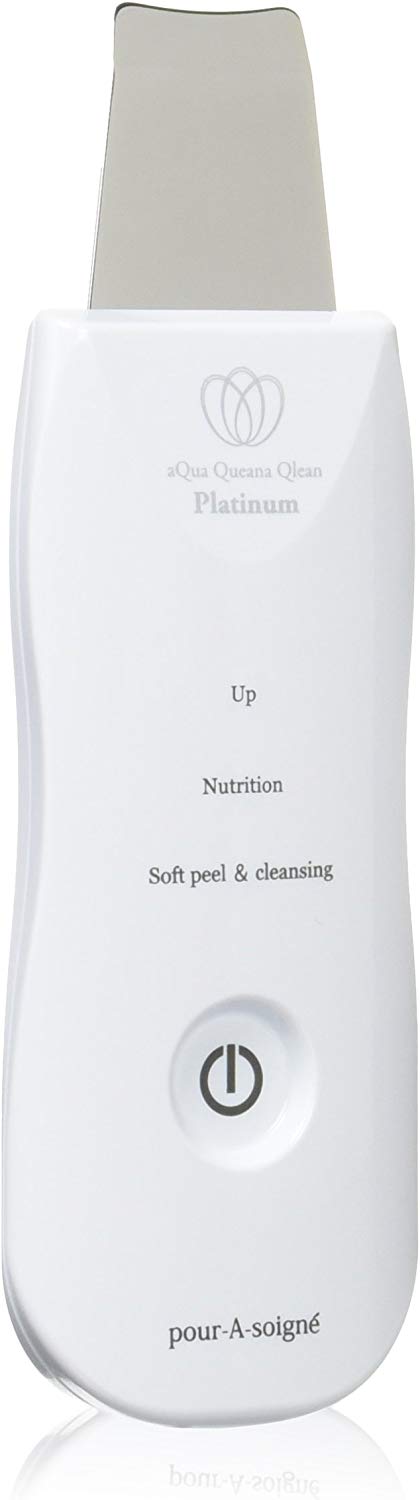 aQua Queana Qlean
Platinum
Up
Nutrition
Soft peel & cleansing
pour-A-soigné